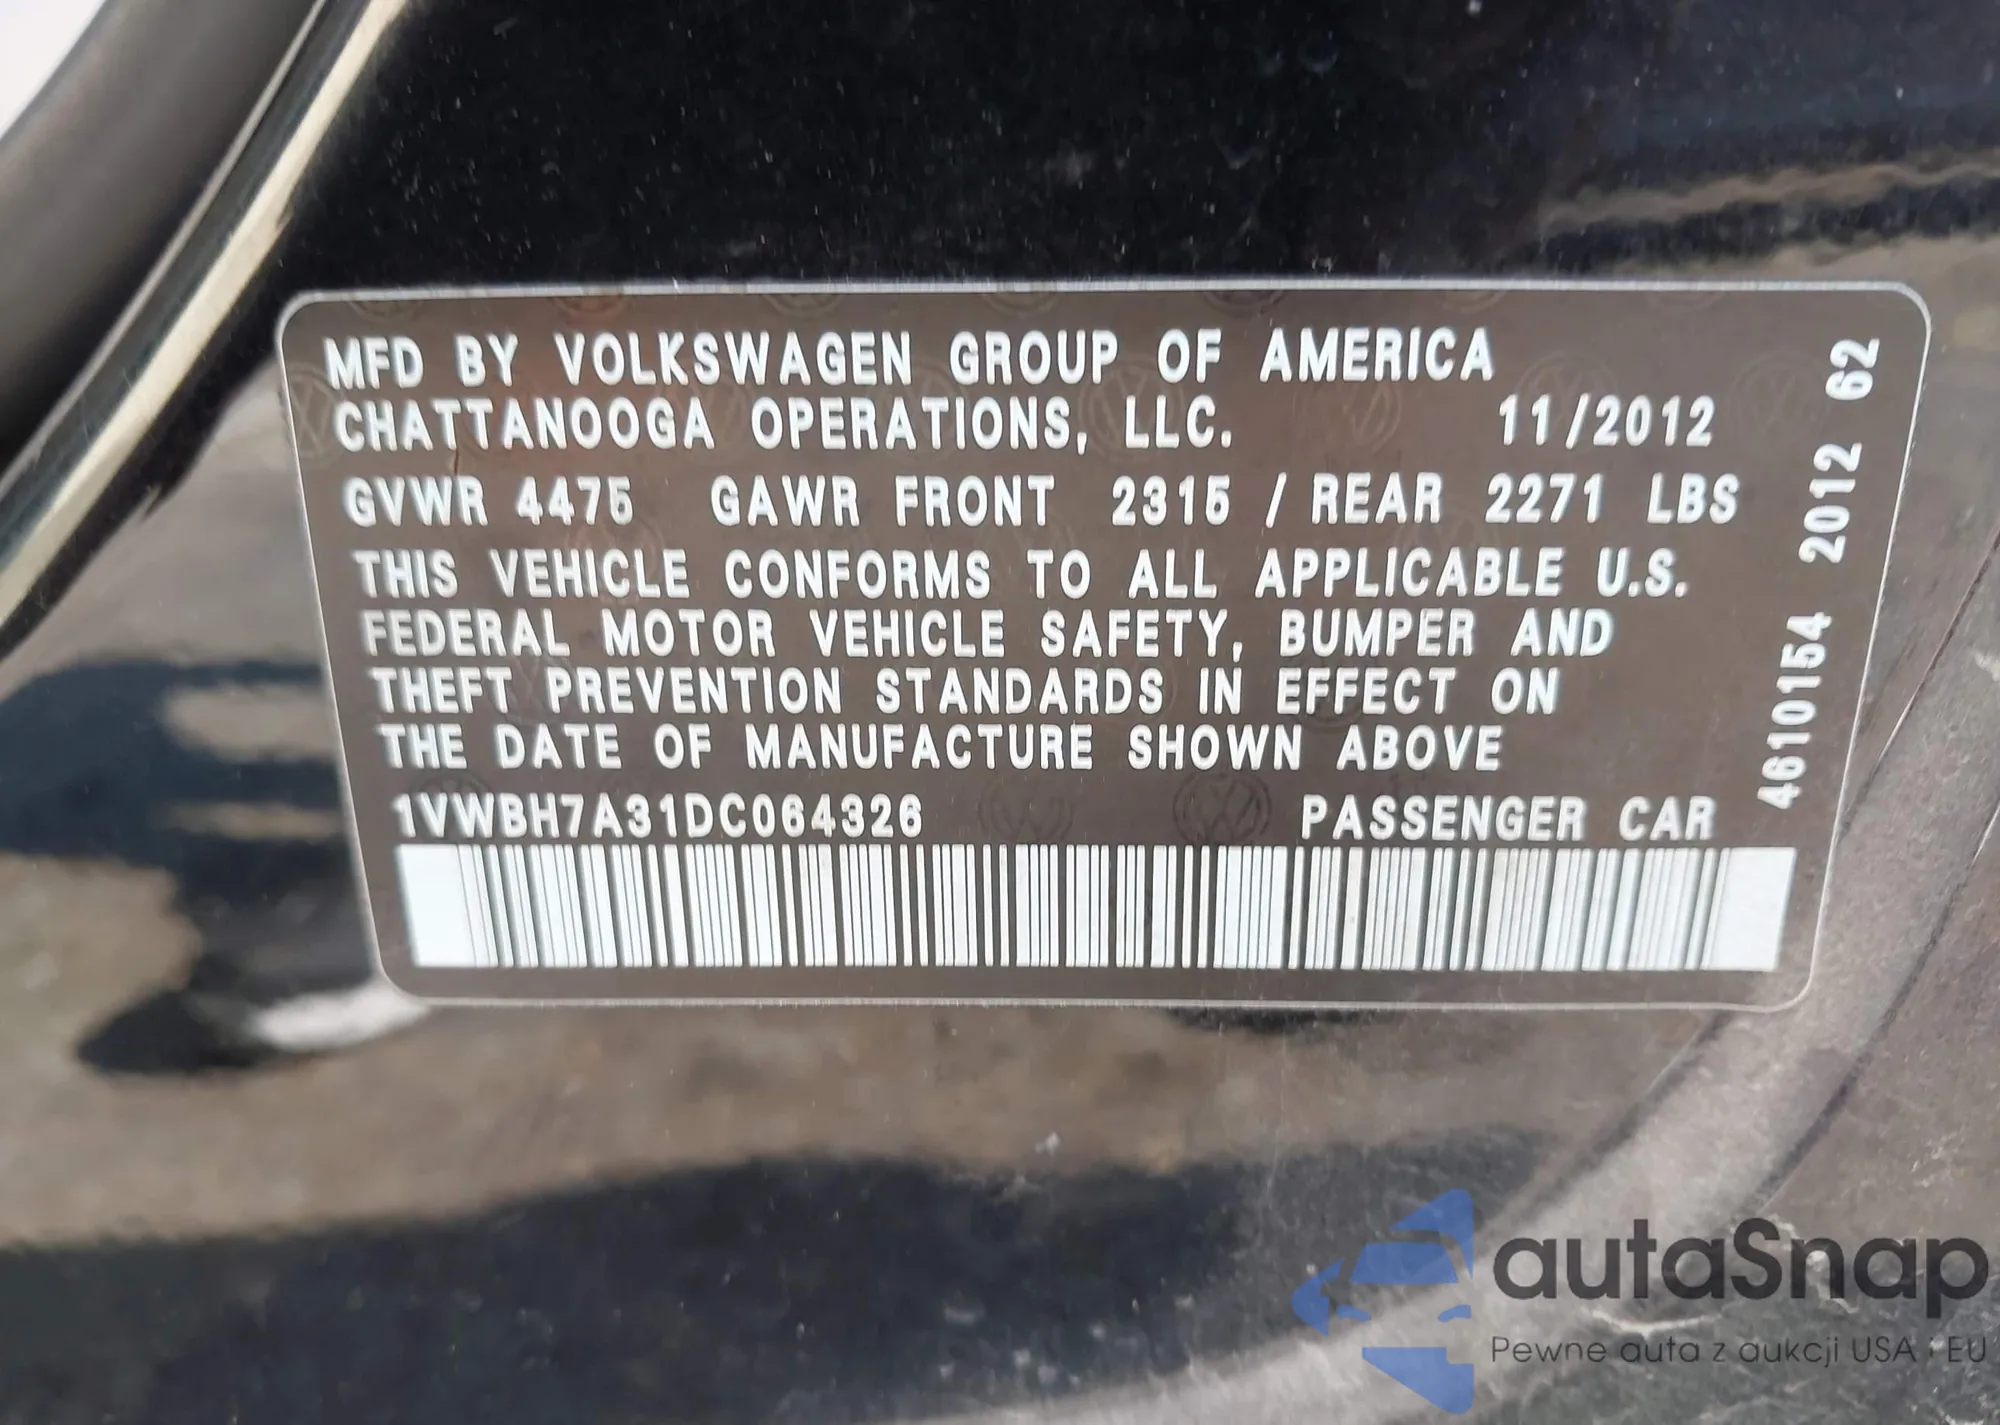 MFD BY VOLKSWAGEN GROUP OF AMERICA
CHATTANOOGA OPERATIONS, LLC. 11/2012
GVWR 4475 GAWR FRONT 2315 / REAR 2271 LBS
THIS VEHICLE CONFORMS TO ALL APPLICABLE U.S.
FEDERAL MOTOR VEHICLE SAFETY, BUMPER AND
THEFT PREVENTION STANDARDS IN EFFECT ON
THE DATE OF MANUFACTURE SHOWN ABOVE
1VWBH7A31DC064326 PASSENGER CAR
4610154 2012 62
autaSnap
Pewne auta z aukcji USA i EU